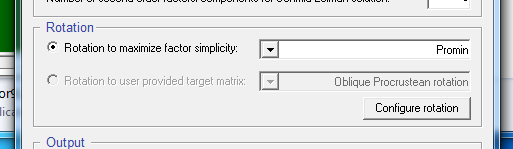 Number of second order factors/components for Schmid-Leiman solution:
Rotation
Rotation to maximize factor simplicity:
Promin
Rotation to user provided target matrix:
Oblique Procrustean rotation
Configure rotation
Output